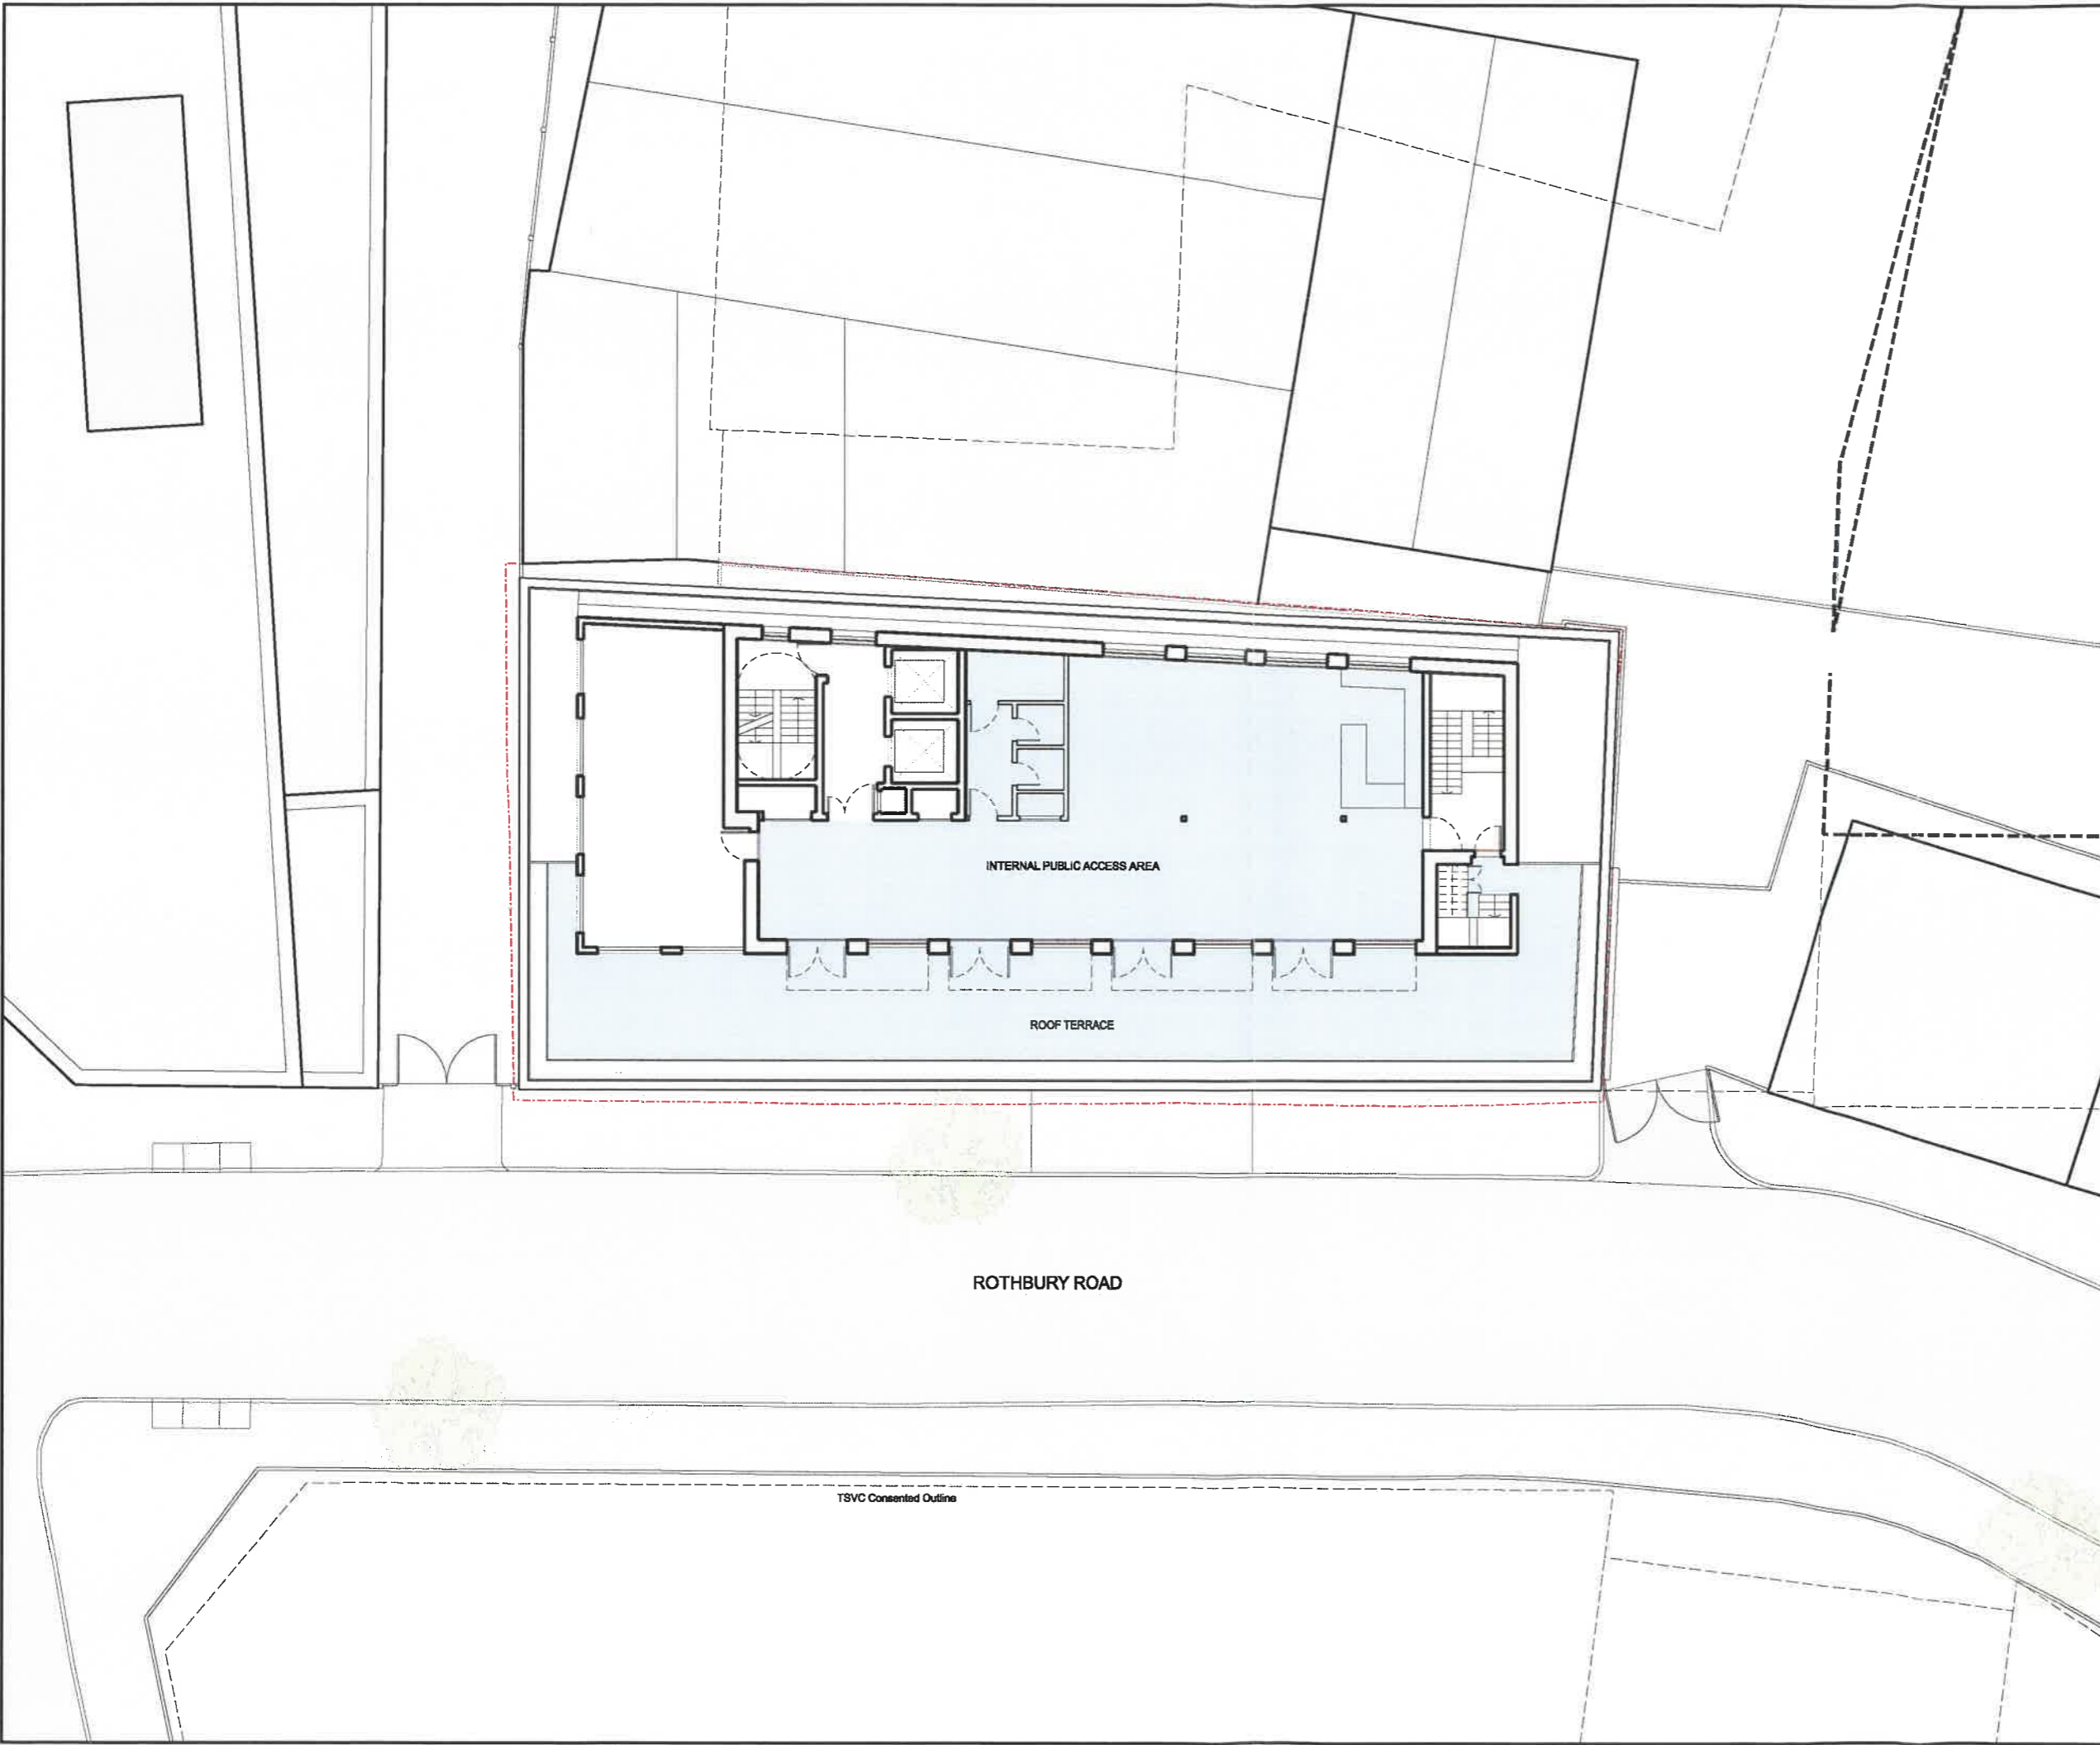 INTERNAL PUBLIC ACCESS AREA
ROOF TERRACE
ROTHBURY ROAD
TSVC Consented Outline